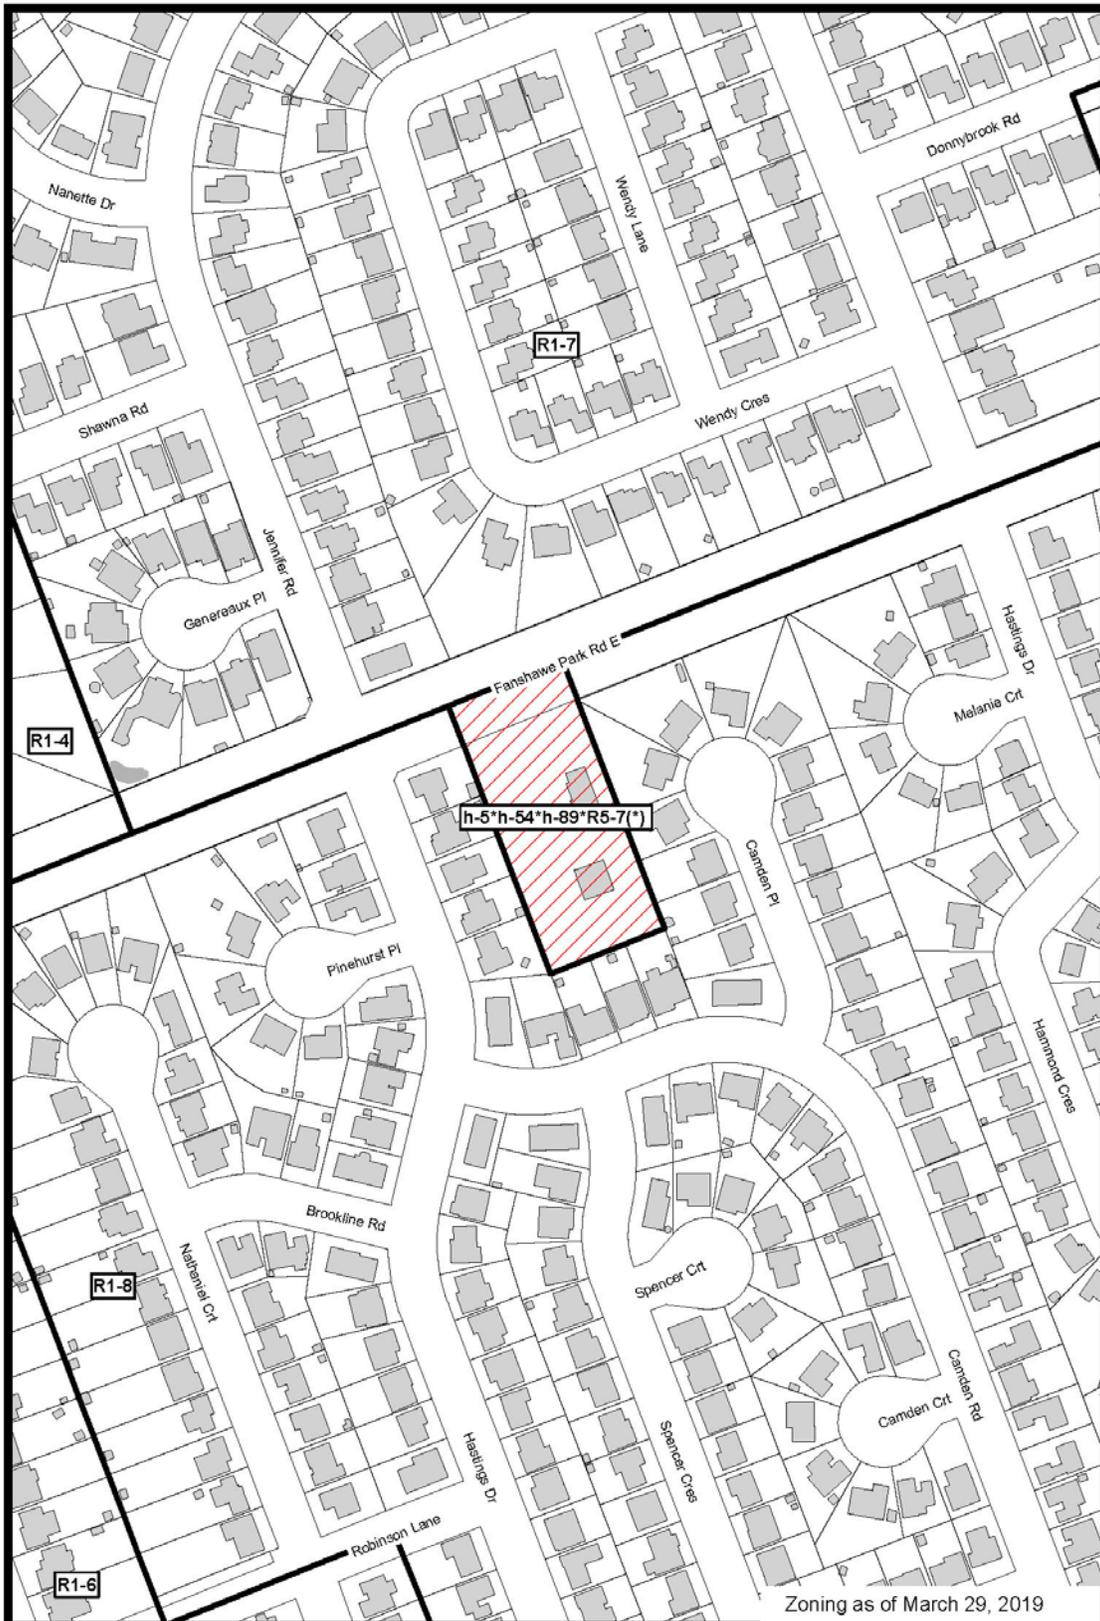 Donnybrook Rd
Nanette Dr
Wendy Lane
R1-7
Shawna Rd
Wendy Cres
Jennifer Rd
Genereaux Pl
Hastings Dr
Fanshawe Park Rd E
Melanie Crt
R1-4
h-5*h-54*h-89*R5-7(*)
Camden Pl
Pinehurst Pl
Hammond Cres
Brookline Rd
Nathaniel Crt
R1-8
Spencer Crt
Camden Rd
Camden Crt
Hastings Dr
Spencer Cres
Robinson Lane
R1-6
Zoning as of March 29, 2019